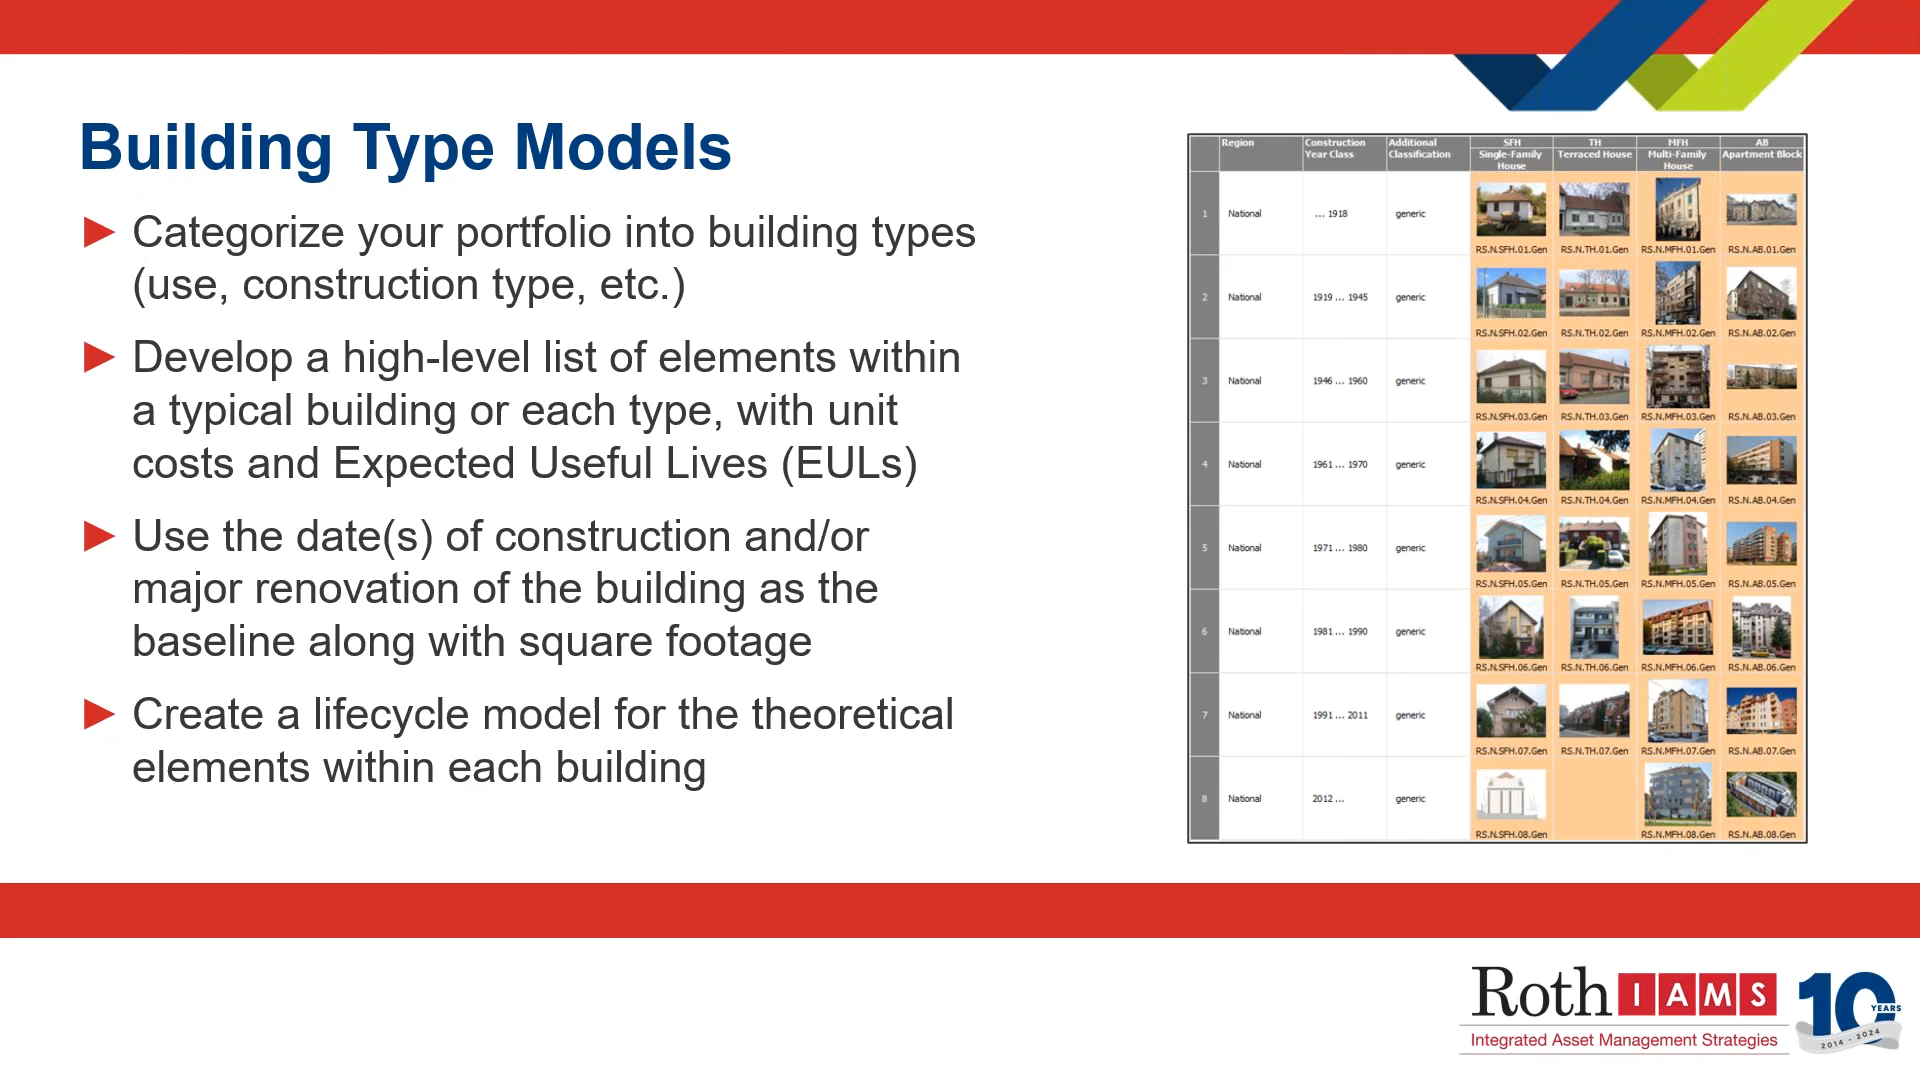 Building Type Models
► Categorize your portfolio into building types
(use, construction type, etc.)
► Develop a high-level list of elements within
a typical building or each type, with unit
costs and Expected Useful Lives (EULs)
► Use the date(s) of construction and/or
major renovation of the building as the
baseline along with square footage
► Create a lifecycle model for the theoretical
elements within each building
Region Construction Year Class Additional Classification SFH Single-Family House TH Terraced House MFH Multi-Family House AB Apartment Block
1 National ... 1918 generic
RS.N.SFH.01.Gen RS.N.TH.01.Gen RS.N.MFH.01.Gen RS.N.AB.01.Gen
2 National 1919 ... 1945 generic
RS.N.SFH.02.Gen RS.N.TH.02.Gen RS.N.MFH.02.Gen RS.N.AB.02.Gen
3 National 1946 ... 1960 generic
RS.N.SFH.03.Gen RS.N.TH.03.Gen RS.N.MFH.03.Gen RS.N.AB.03.Gen
4 National 1961 ... 1970 generic
RS.N.SFH.04.Gen RS.N.TH.04.Gen RS.N.MFH.04.Gen RS.N.AB.04.Gen
5 National 1971 ... 1980 generic
RS.N.SFH.05.Gen RS.N.TH.05.Gen RS.N.MFH.05.Gen RS.N.AB.05.Gen
6 National 1981 ... 1990 generic
RS.N.SFH.06.Gen RS.N.TH.06.Gen RS.N.MFH.06.Gen RS.N.AB.06.Gen
7 National 1991 ... 2011 generic
RS.N.SFH.07.Gen RS.N.TH.07.Gen RS.N.MFH.07.Gen RS.N.AB.07.Gen
8 National 2012 ... generic
RS.N.SFH.08.Gen RS.N.MFH.08.Gen RS.N.AB.08.Gen
Roth IAMS
Integrated Asset Management Strategies
10 YEARS
2014 - 2024